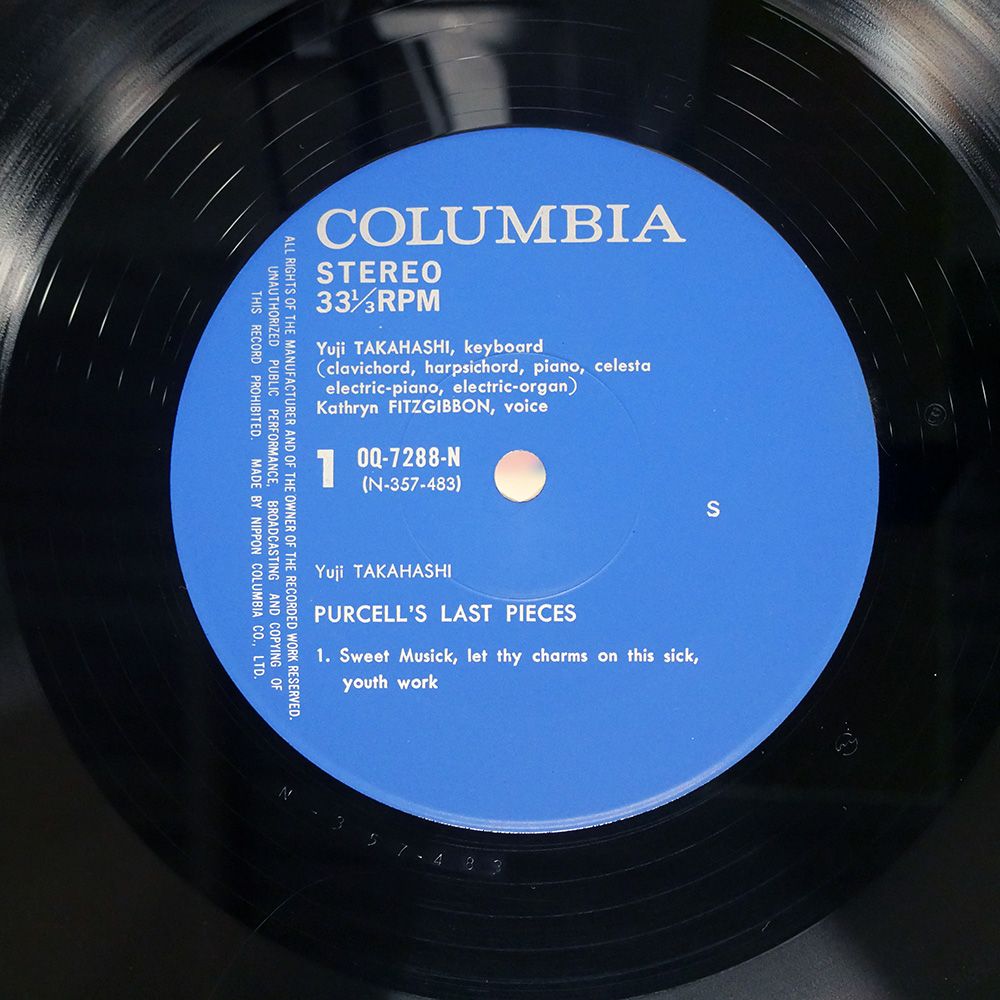 COLUMBIA
STEREO
33⅓RPM
Yuji TAKAHASHI, keyboard
(clavichord, harpsichord, piano, celesta
electric-piano, electric-organ)
Kathryn FITZGIBBON, voice
1 OQ-7288-N
(N-357-483)
S
Yuji TAKAHASHI
PURCELL'S LAST PIECES
1. Sweet Musick, let thy charms on this sick,
youth work
ALL RIGHTS OF THE MANUFACTURER AND OF THE OWNER OF THE RECORDED WORK RESERVED.
UNAUTHORIZED PUBLIC PERFORMANCE, BROADCASTING AND COPYING OF
THIS RECORD PROHIBITED. MADE BY NIPPON COLUMBIA CO., LTD.
N-357-483